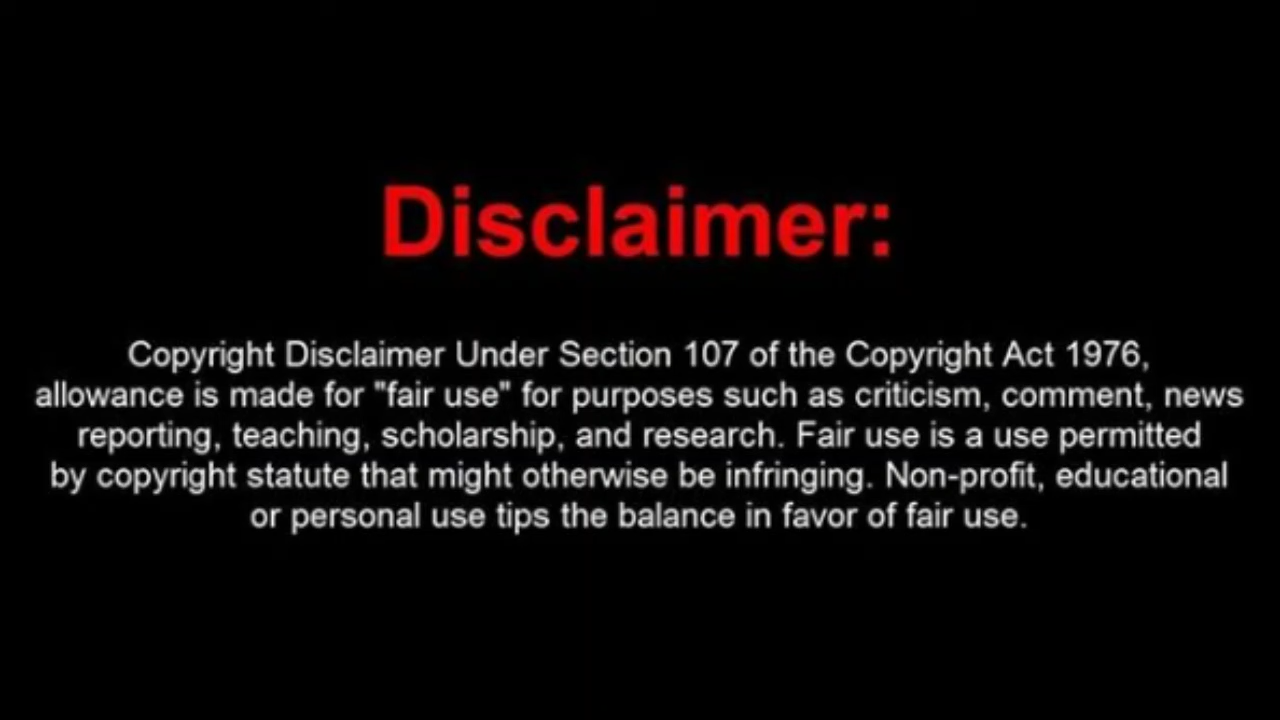 Disclaimer:
Copyright Disclaimer Under Section 107 of the Copyright Act 1976,
allowance is made for "fair use" for purposes such as criticism, comment, news
reporting, teaching, scholarship, and research. Fair use is a use permitted
by copyright statute that might otherwise be infringing. Non-profit, educational
or personal use tips the balance in favor of fair use.